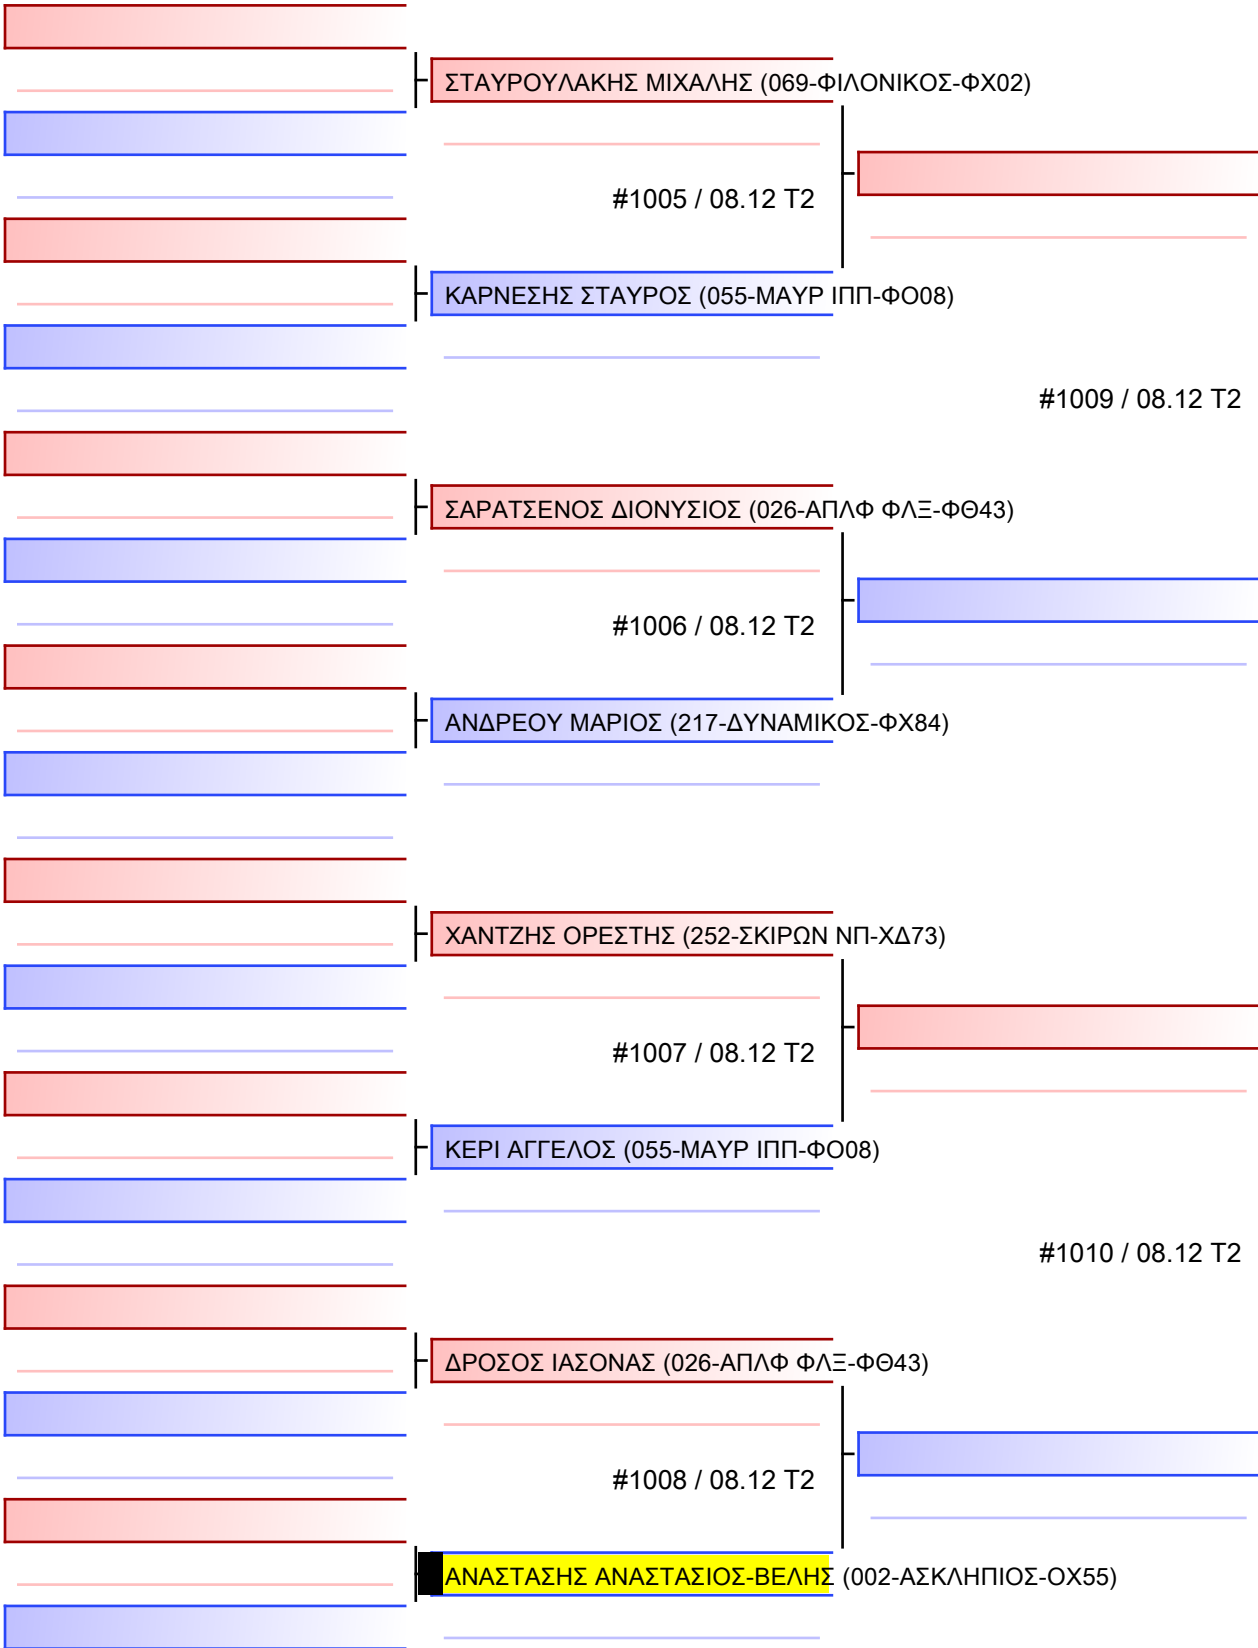 ΣΤΑΥΡΟΥΛΑΚΗΣ ΜΙΧΑΛΗΣ (069-ΦΙΛΟΝΙΚΟΣ-ΦΧ02)
#1005 / 08.12 T2
ΚΑΡΝΕΣΗΣ ΣΤΑΥΡΟΣ (055-ΜΑΥΡ ΙΠΠ-ΦΟ08)
#1009 / 08.12 T2
ΣΑΡΑΤΣΕΝΟΣ ΔΙΟΝΥΣΙΟΣ (026-ΑΠΛΦ ΦΛΞ-ΦΘ43)
#1006 / 08.12 T2
ΑΝΔΡΕΟΥ ΜΑΡΙΟΣ (217-ΔΥΝΑΜΙΚΟΣ-ΦΧ84)
ΧΑΝΤΖΗΣ ΟΡΕΣΤΗΣ (252-ΣΚΙΡΩΝ ΝΠ-ΧΔ73)
#1007 / 08.12 T2
ΚΕΡΙ ΑΓΓΕΛΟΣ (055-ΜΑΥΡ ΙΠΠ-ΦΟ08)
#1010 / 08.12 T2
ΔΡΟΣΟΣ ΙΑΣΟΝΑΣ (026-ΑΠΛΦ ΦΛΞ-ΦΘ43)
#1008 / 08.12 T2
ΑΝΑΣΤΑΣΗΣ ΑΝΑΣΤΑΣΙΟΣ-ΒΕΛΗΣ (002-ΑΣΚΛΗΠΙΟΣ-ΟΧ55)